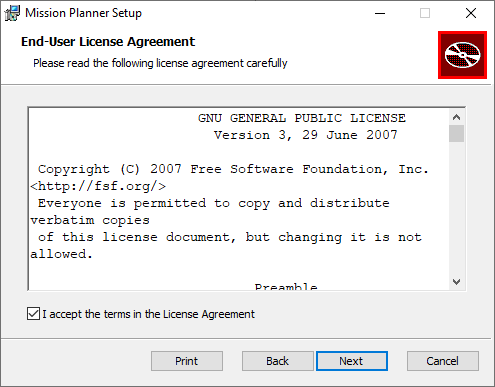 Mission Planner Setup
End-User License Agreement
Please read the following license agreement carefully
GNU GENERAL PUBLIC LICENSE
Version 3, 29 June 2007
Copyright (C) 2007 Free Software Foundation, Inc.
<http://fsf.org/>
Everyone is permitted to copy and distribute
verbatim copies
of this license document, but changing it is not
allowed.
Preamble
I accept the terms in the License Agreement
Print
Back
Next
Cancel